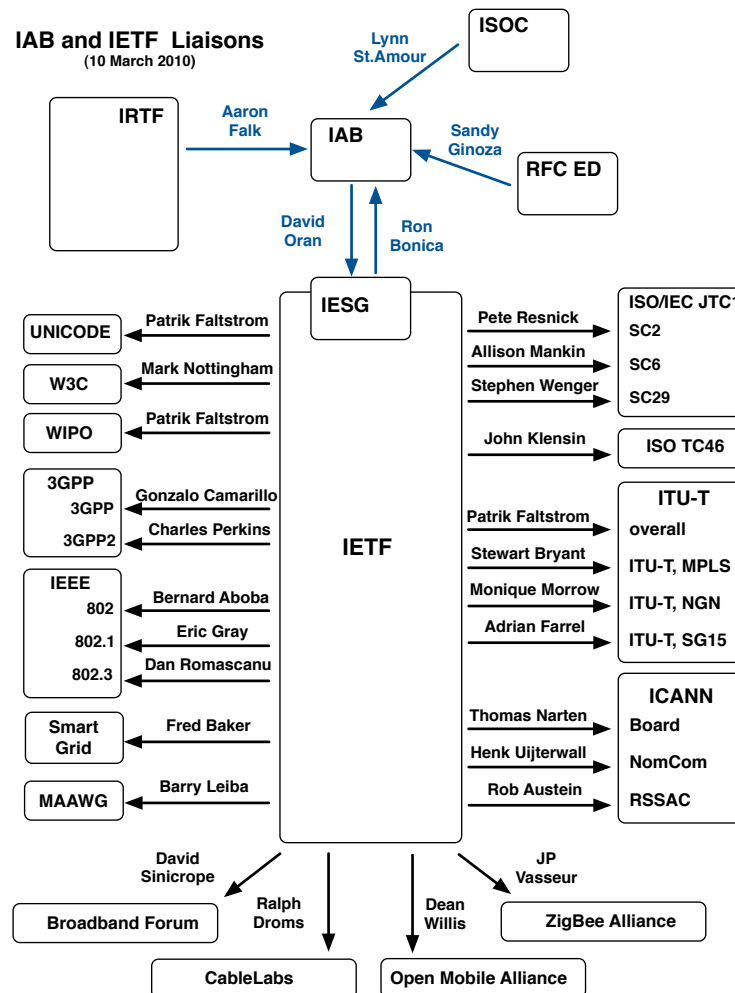 IAB and IETF Liaisons
(10 March 2010)
Lynn
St.Amour
ISOC
IRTF
Aaron
Falk
IAB
Sandy
Ginoza
RFC ED
David
Oran
Ron
Bonica
IESG
IETF
UNICODE
Patrik Faltstrom
W3C
Mark Nottingham
WIPO
Patrik Faltstrom
3GPP
3GPP
Gonzalo Camarillo
3GPP2
Charles Perkins
IEEE
802
Bernard Aboba
802.1
Eric Gray
802.3
Dan Romascanu
Smart
Grid
Fred Baker
MAAWG
Barry Leiba
ISO/IEC JTC1
Pete Resnick
SC2
Allison Mankin
SC6
Stephen Wenger
SC29
John Klensin
ISO TC46
ITU-T
Patrik Faltstrom
overall
Stewart Bryant
ITU-T, MPLS
Monique Morrow
ITU-T, NGN
Adrian Farrel
ITU-T, SG15
ICANN
Thomas Narten
Board
Henk Uijterwall
NomCom
Rob Austein
RSSAC
David
Sinicrope
Broadband Forum
Ralph
Droms
CableLabs
Dean
Willis
Open Mobile Alliance
JP
Vasseur
ZigBee Alliance